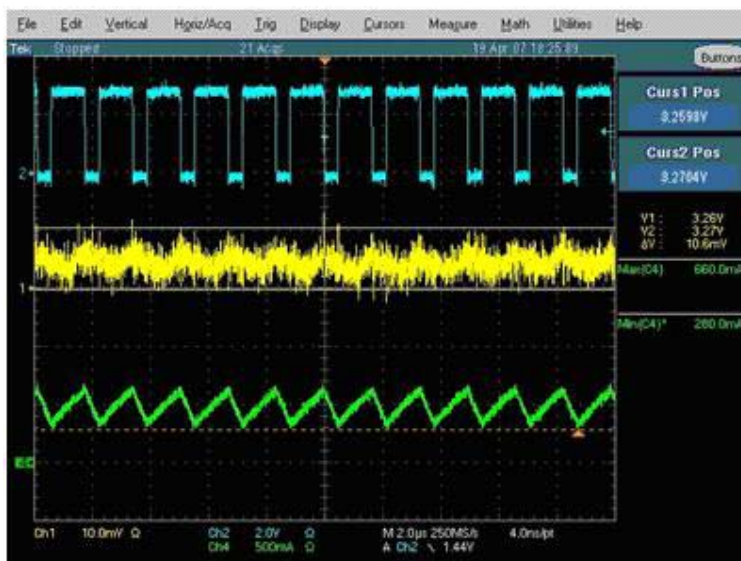 File Edit Vertical Horiz/Acq Trig Display Cursors Measure Math Utilities Help
Tek Stopped 21 Acqs 19 Apr 07 18:25:89
Buttons
Curs1 Pos
3.2598V
Curs2 Pos
3.2704V
V1 : 3.26V
V2 : 3.27V
ΔV : 10.6mV
Max(C4) 660.0m
Min(C4)* 280.0mA
2
1
Ch1 10.0mV Ω Ch2 2.0V Ω M 2.0µs 250MS/s 4.0ns/pt
Ch4 500mA Ω A Ch2 \ 1.44V